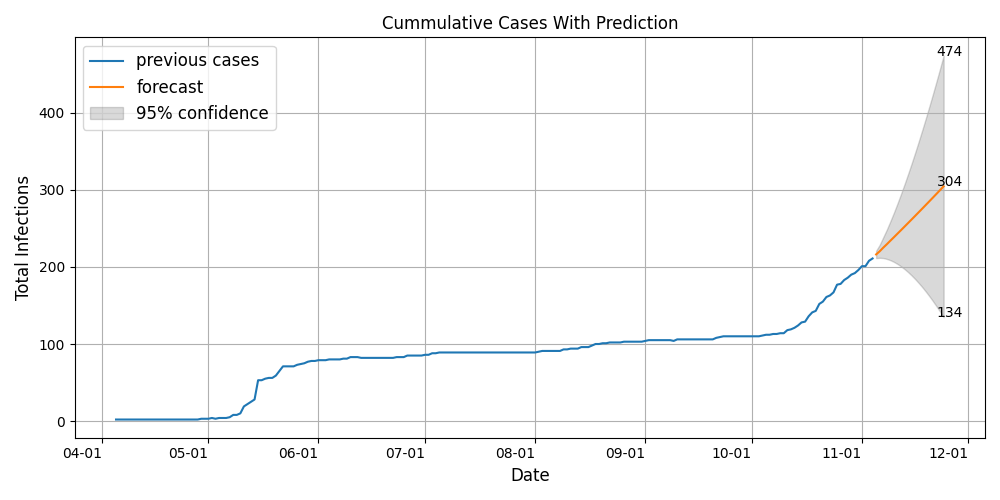 Cummulative Cases With Prediction
previous cases
forecast
95% confidence
474
304
134
Total Infections
400
300
200
100
0
04-01 05-01 06-01 07-01 08-01 09-01 10-01 11-01 12-01
Date